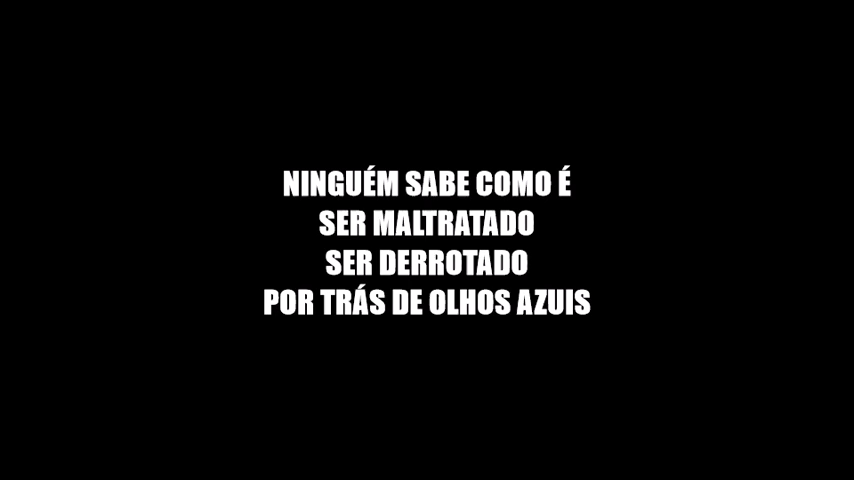 NINGUÉM SABE COMO É
SER MALTRATADO
SER DERROTADO
POR TRÁS DE OLHOS AZUIS